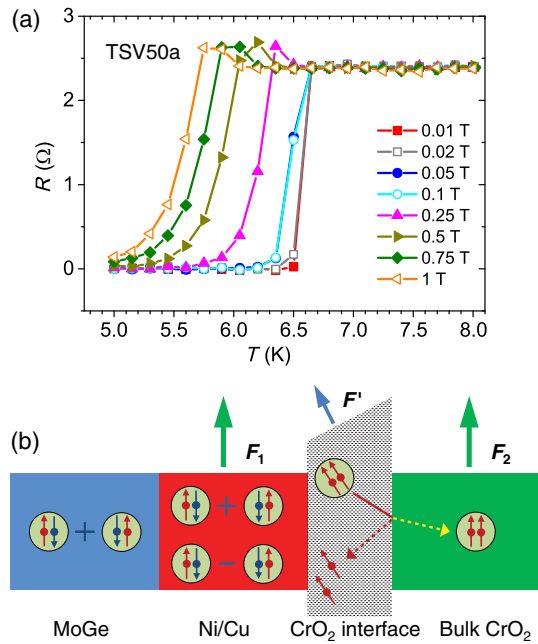 (a)
TSV50a
3
2
1
0
R (Ω)
0.01 T
0.02 T
0.05 T
0.1 T
0.25 T
0.5 T
0.75 T
1 T
5.0 5.5 6.0 6.5 7.0 7.5 8.0
T (K)
(b)
F₁
F'
F₂
+
+
−
MoGe
Ni/Cu
CrO₂ interface
Bulk CrO₂